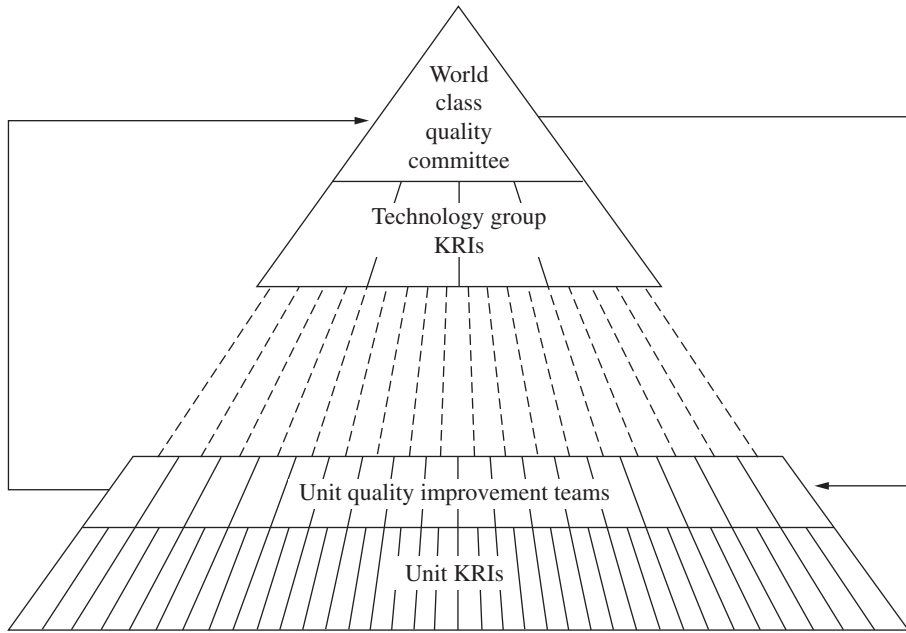 World
class
quality
committee
Technology group
KRIs
Unit quality improvement teams
Unit KRIs